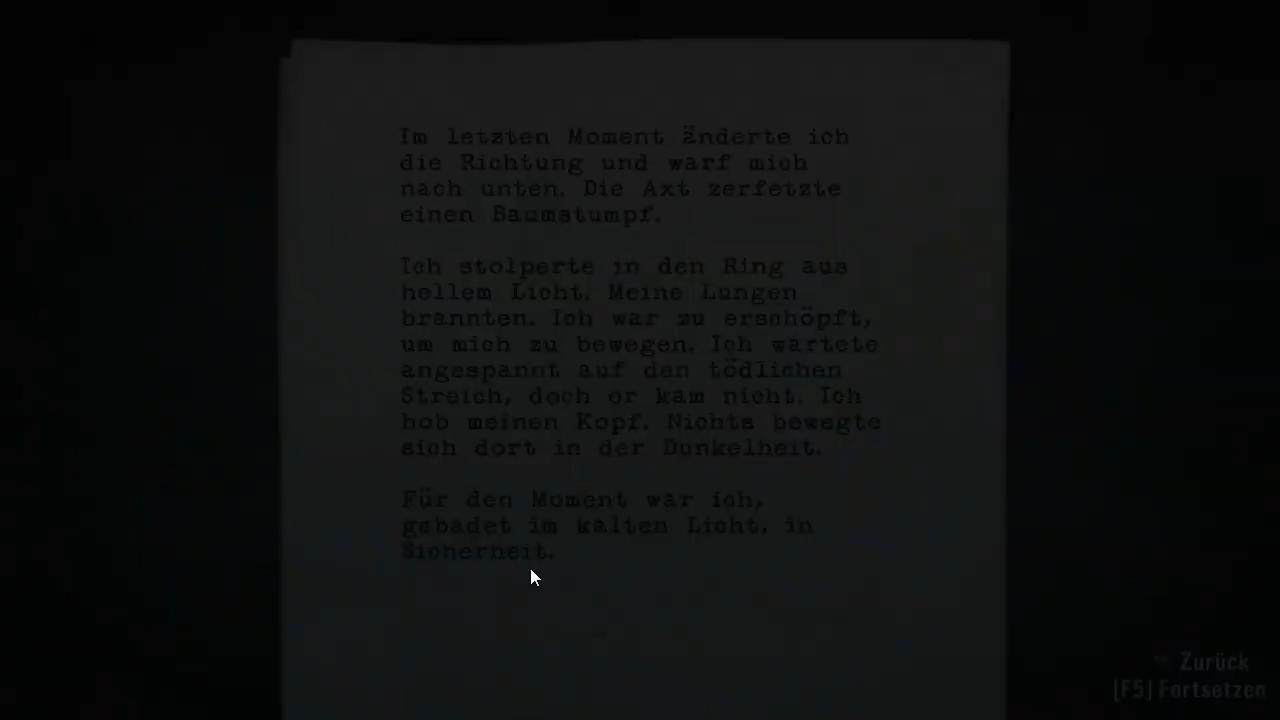 Im letzten Moment änderte ich
die Richtung und warf mich
nach unten. Die Axt zerfetzte
einen Baumstumpf.
Ich stolperte in den Ring aus
hellem Licht. Meine Lungen
brannten. Ich war zu erschöpft,
um mich zu bewegen. Ich wartete
angespannt auf den tödlichen
Streich, doch er kam nicht. Ich
hob meinen Kopf. Nichts bewegte
sich dort in der Dunkelheit.
Für den Moment war ich,
gebadet im kalten Licht, in
Sicherheit.
Zurück
[F5] Fortsetzen